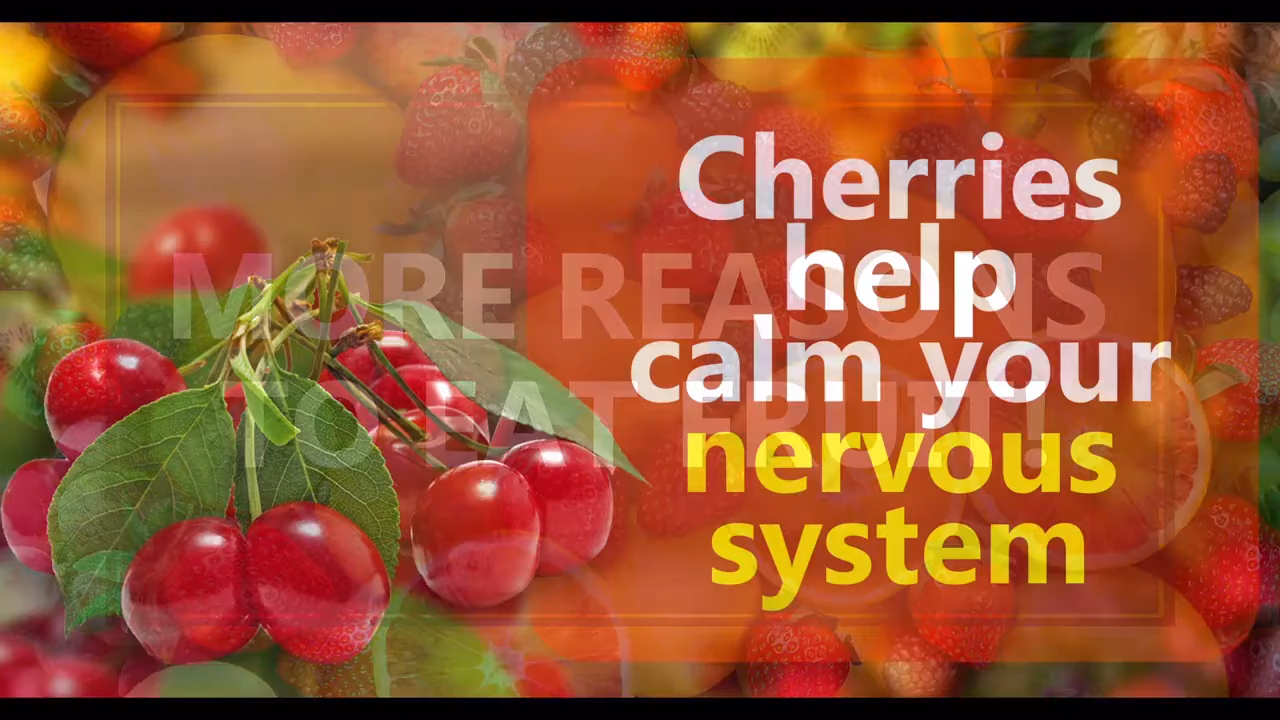 Cherries
help
calm your
nervous
system
MORE REASONS
TO EAT FRUIT!